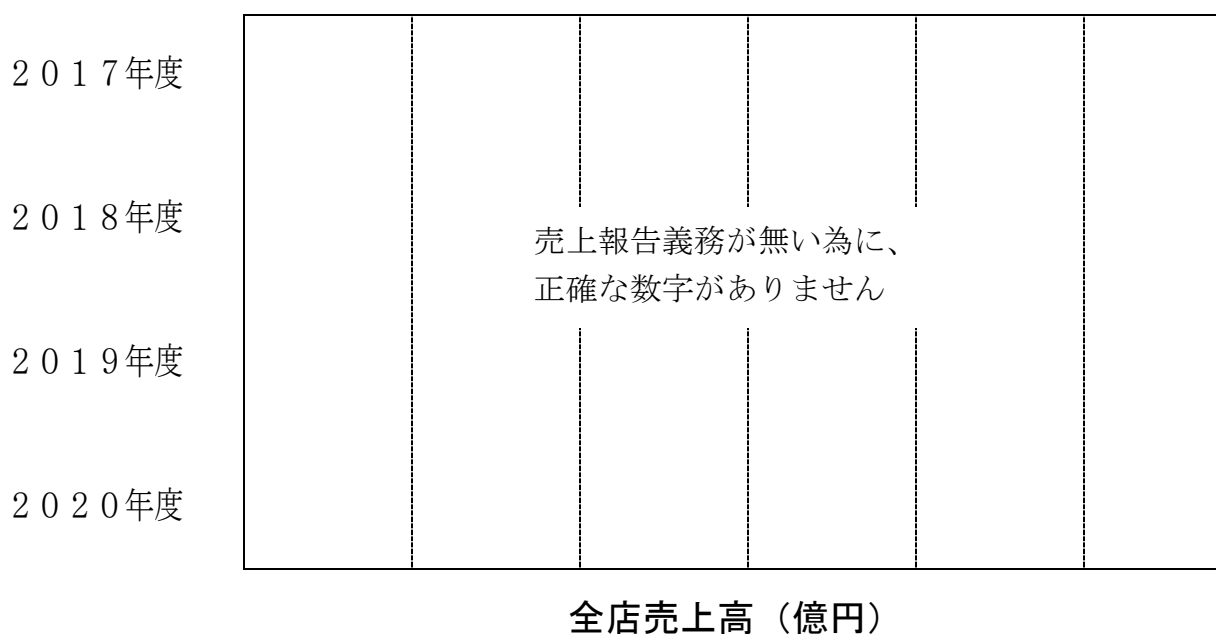 ２０１７年度
２０１８年度
売上報告義務が無い為に、
正確な数字がありません
２０１９年度
２０２０年度
全店売上高（億円）